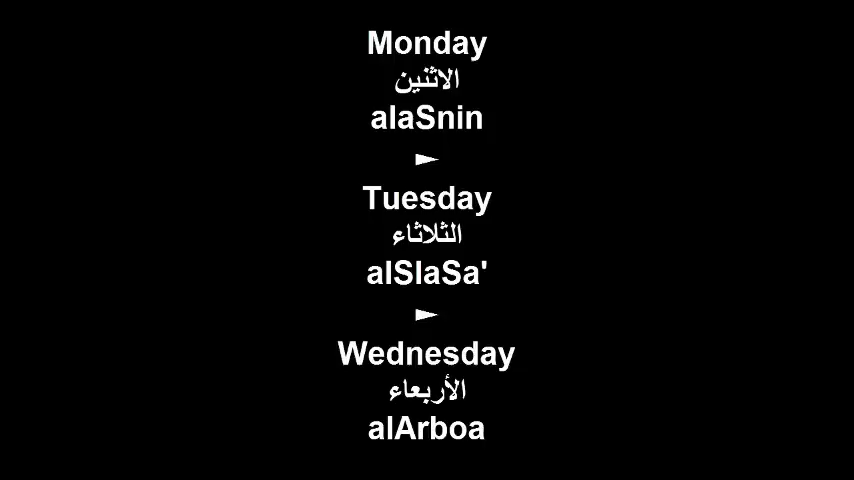 Monday
الاثنين
alaSnin
►
Tuesday
الثلاثاء
alSlaSa'
►
Wednesday
الأربعاء
alArboa